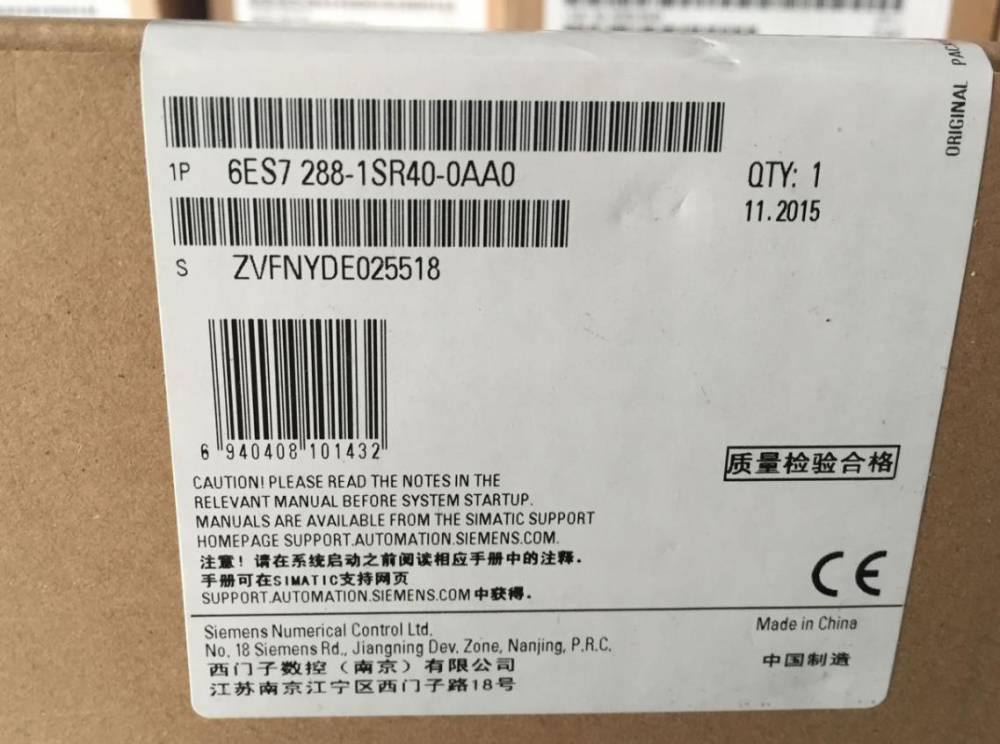 ORIGINAL
1P 6ES7 288-1SR40-0AA0 QTY: 1
11.2015
S ZVFNYDE025518
6 940408 101432
质量检验合格
CAUTION! PLEASE READ THE NOTES IN THE
RELEVANT MANUAL BEFORE SYSTEM STARTUP.
MANUALS ARE AVAILABLE FROM THE SIMATIC SUPPORT
HOMEPAGE SUPPORT.AUTOMATION.SIEMENS.COM.
注意！请在系统启动之前阅读相应手册中的注释.
手册可在SIMATIC支持网页
SUPPORT.AUTOMATION.SIEMENS.COM 中获得.
CE
Siemens Numerical Control Ltd.
No. 18 Siemens Rd., Jiangning Dev. Zone, Nanjing, P.R.C.
西门子数控（南京）有限公司
江苏南京江宁区西门子路18号
Made in China
中国制造